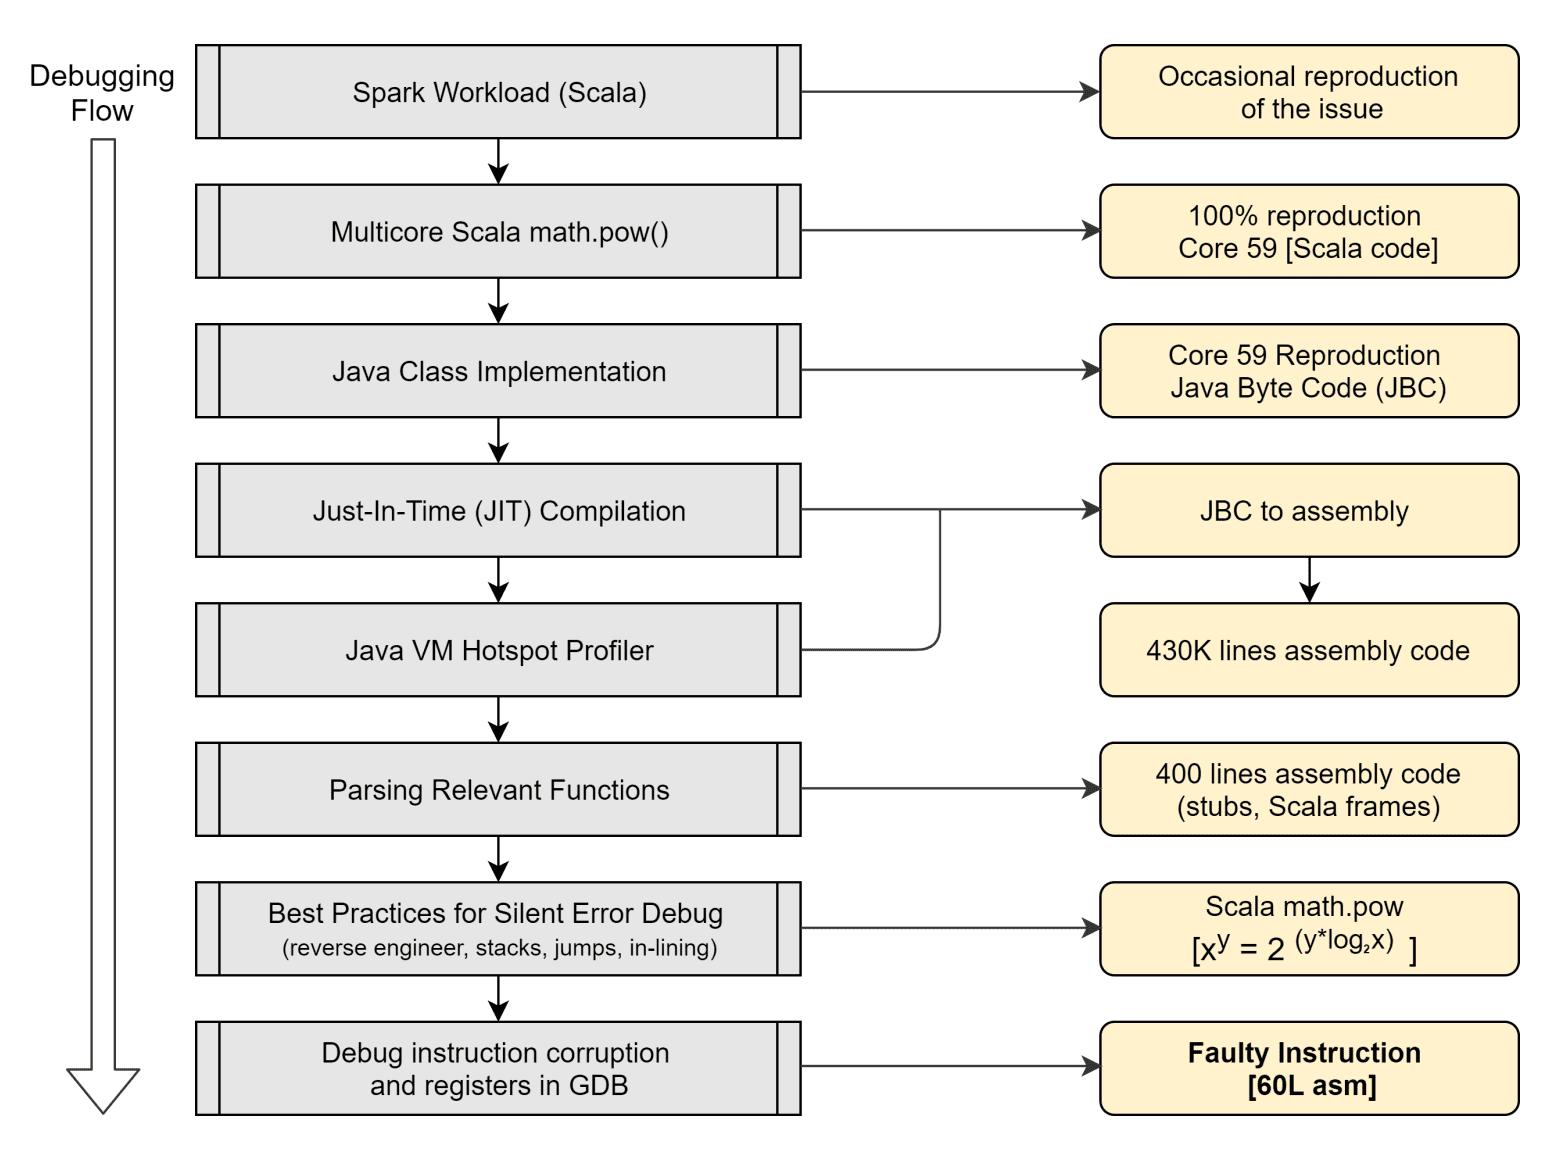 Debugging
Flow
Spark Workload (Scala)
Occasional reproduction
of the issue
Multicore Scala math.pow()
100% reproduction
Core 59 [Scala code]
Java Class Implementation
Core 59 Reproduction
Java Byte Code (JBC)
Just-In-Time (JIT) Compilation
JBC to assembly
Java VM Hotspot Profiler
430K lines assembly code
Parsing Relevant Functions
400 lines assembly code
(stubs, Scala frames)
Best Practices for Silent Error Debug
(reverse engineer, stacks, jumps, in-lining)
Scala math.pow
[x^y = 2^(y*log₂x) ]
Debug instruction corruption
and registers in GDB
Faulty Instruction
[60L asm]